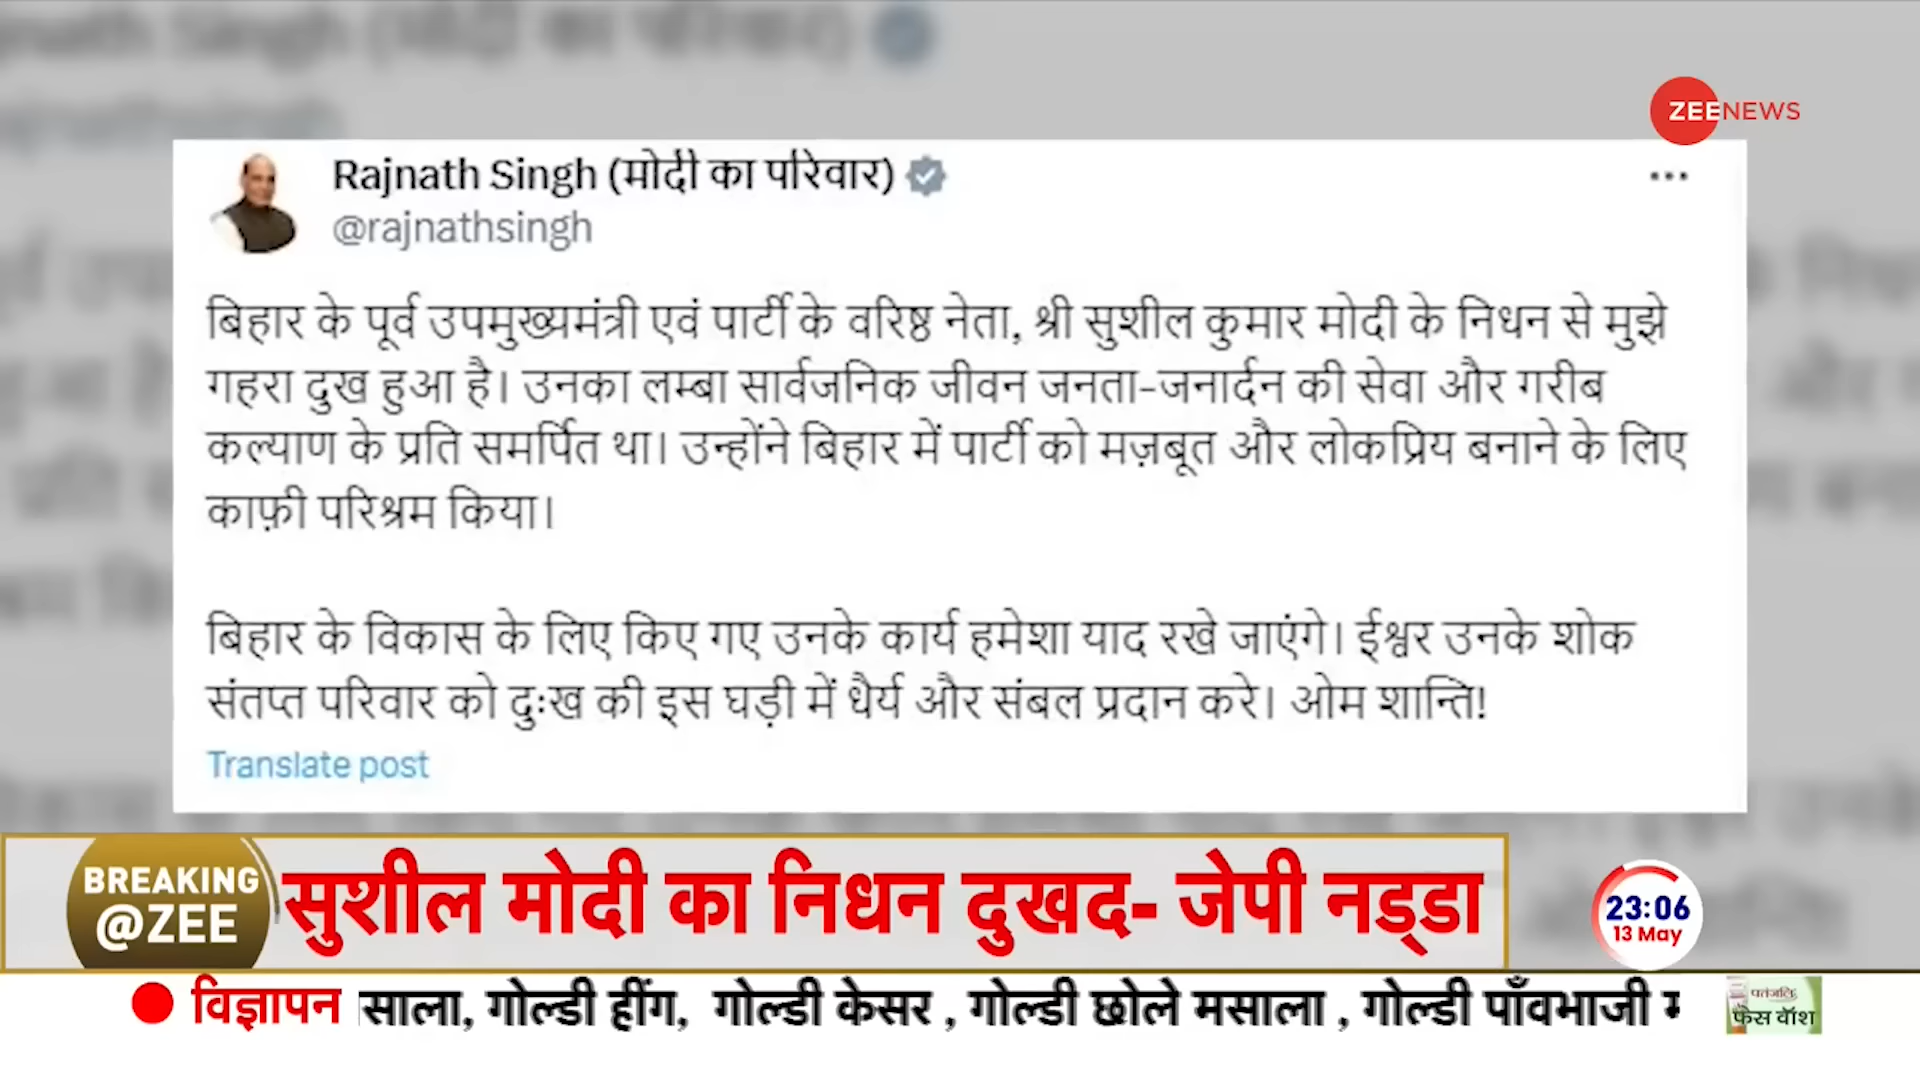 ZEENEWS
Rajnath Singh (मोदी का परिवार)
@rajnathsingh
बिहार के पूर्व उपमुख्यमंत्री एवं पार्टी के वरिष्ठ नेता, श्री सुशील कुमार मोदी के निधन से मुझे
गहरा दुख हुआ है। उनका लम्बा सार्वजनिक जीवन जनता-जनार्दन की सेवा और गरीब
कल्याण के प्रति समर्पित था। उन्होंने बिहार में पार्टी को मज़बूत और लोकप्रिय बनाने के लिए
काफ़ी परिश्रम किया।
बिहार के विकास के लिए किए गए उनके कार्य हमेशा याद रखे जाएंगे। ईश्वर उनके शोक
संतप्त परिवार को दुःख की इस घड़ी में धैर्य और संबल प्रदान करे। ओम शान्ति!
Translate post
BREAKING
@ZEE
सुशील मोदी का निधन दुखद- जेपी नड्डा
23:06
13 May
विज्ञापन साला, गोल्डी हींग, गोल्डी केसर , गोल्डी छोले मसाला , गोल्डी पाँवभाजी
पतंजलि
फेस वॉश